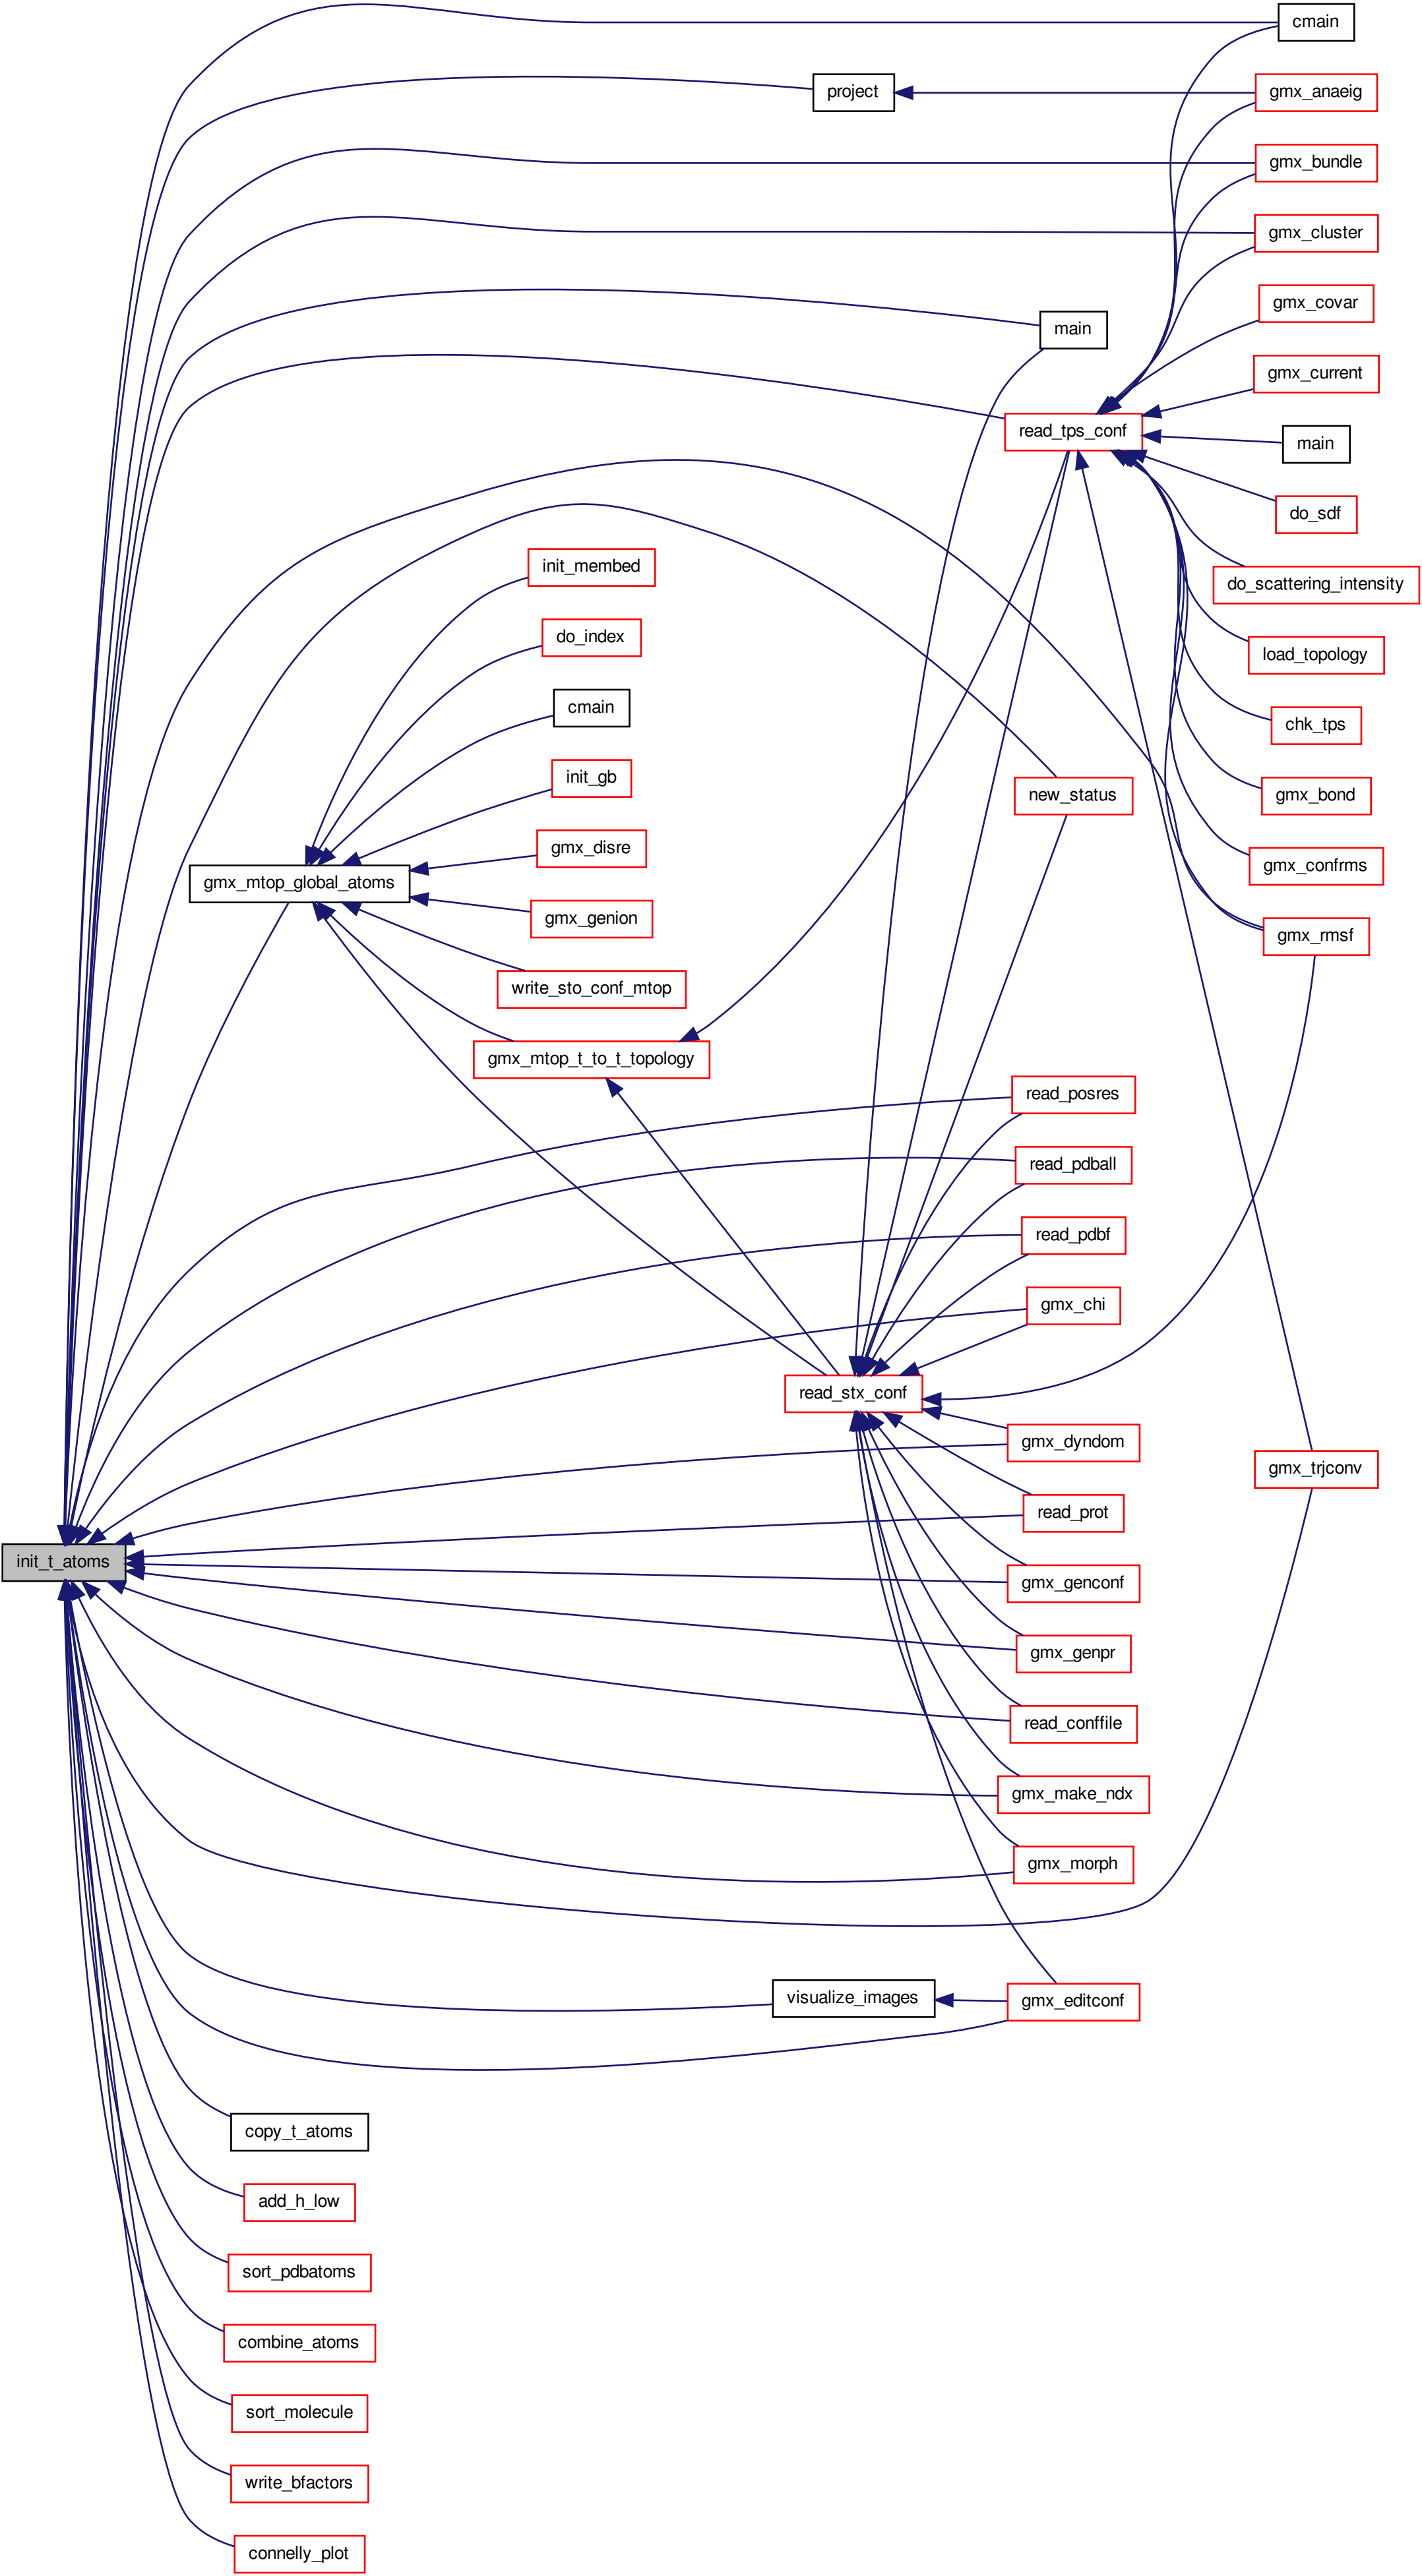 cmain
project
gmx_anaeig
gmx_bundle
gmx_cluster
gmx_covar
main
gmx_current
read_tps_conf
main
do_sdf
init_membed
do_scattering_intensity
do_index
load_topology
cmain
chk_tps
init_gb
new_status
gmx_bond
gmx_disre
gmx_confrms
gmx_mtop_global_atoms
gmx_genion
gmx_rmsf
write_sto_conf_mtop
gmx_mtop_t_to_t_topology
read_posres
read_pdball
read_pdbf
gmx_chi
read_stx_conf
gmx_dyndom
gmx_trjconv
read_prot
init_t_atoms
gmx_genconf
gmx_genpr
read_conffile
gmx_make_ndx
gmx_morph
visualize_images
gmx_editconf
copy_t_atoms
add_h_low
sort_pdbatoms
combine_atoms
sort_molecule
write_bfactors
connelly_plot